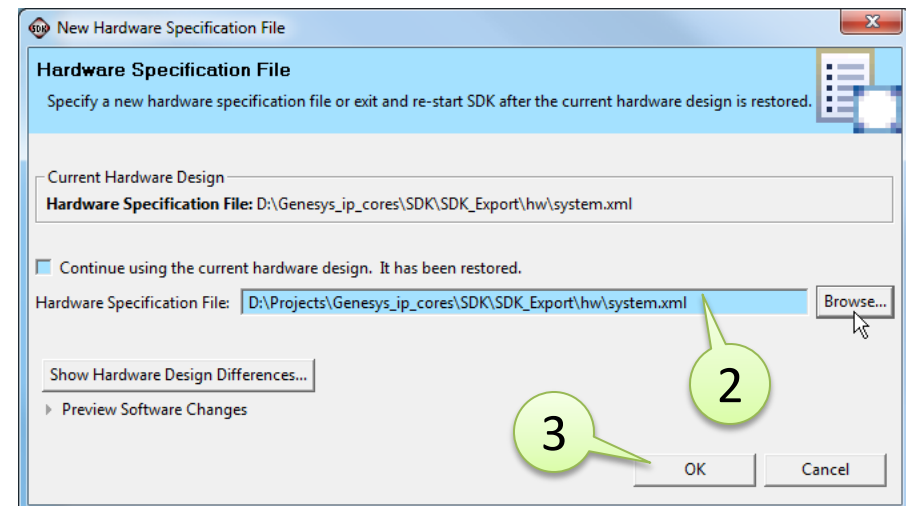 SDK New Hardware Specification File
Hardware Specification File
Specify a new hardware specification file or exit and re-start SDK after the current hardware design is restored.
Current Hardware Design
Hardware Specification File: D:\Genesys_ip_cores\SDK\SDK_Export\hw\system.xml
Continue using the current hardware design. It has been restored.
Hardware Specification File: D:\Projects\Genesys_ip_cores\SDK\SDK_Export\hw\system.xml Browse...
Show Hardware Design Differences...
2
Preview Software Changes
3
OK Cancel